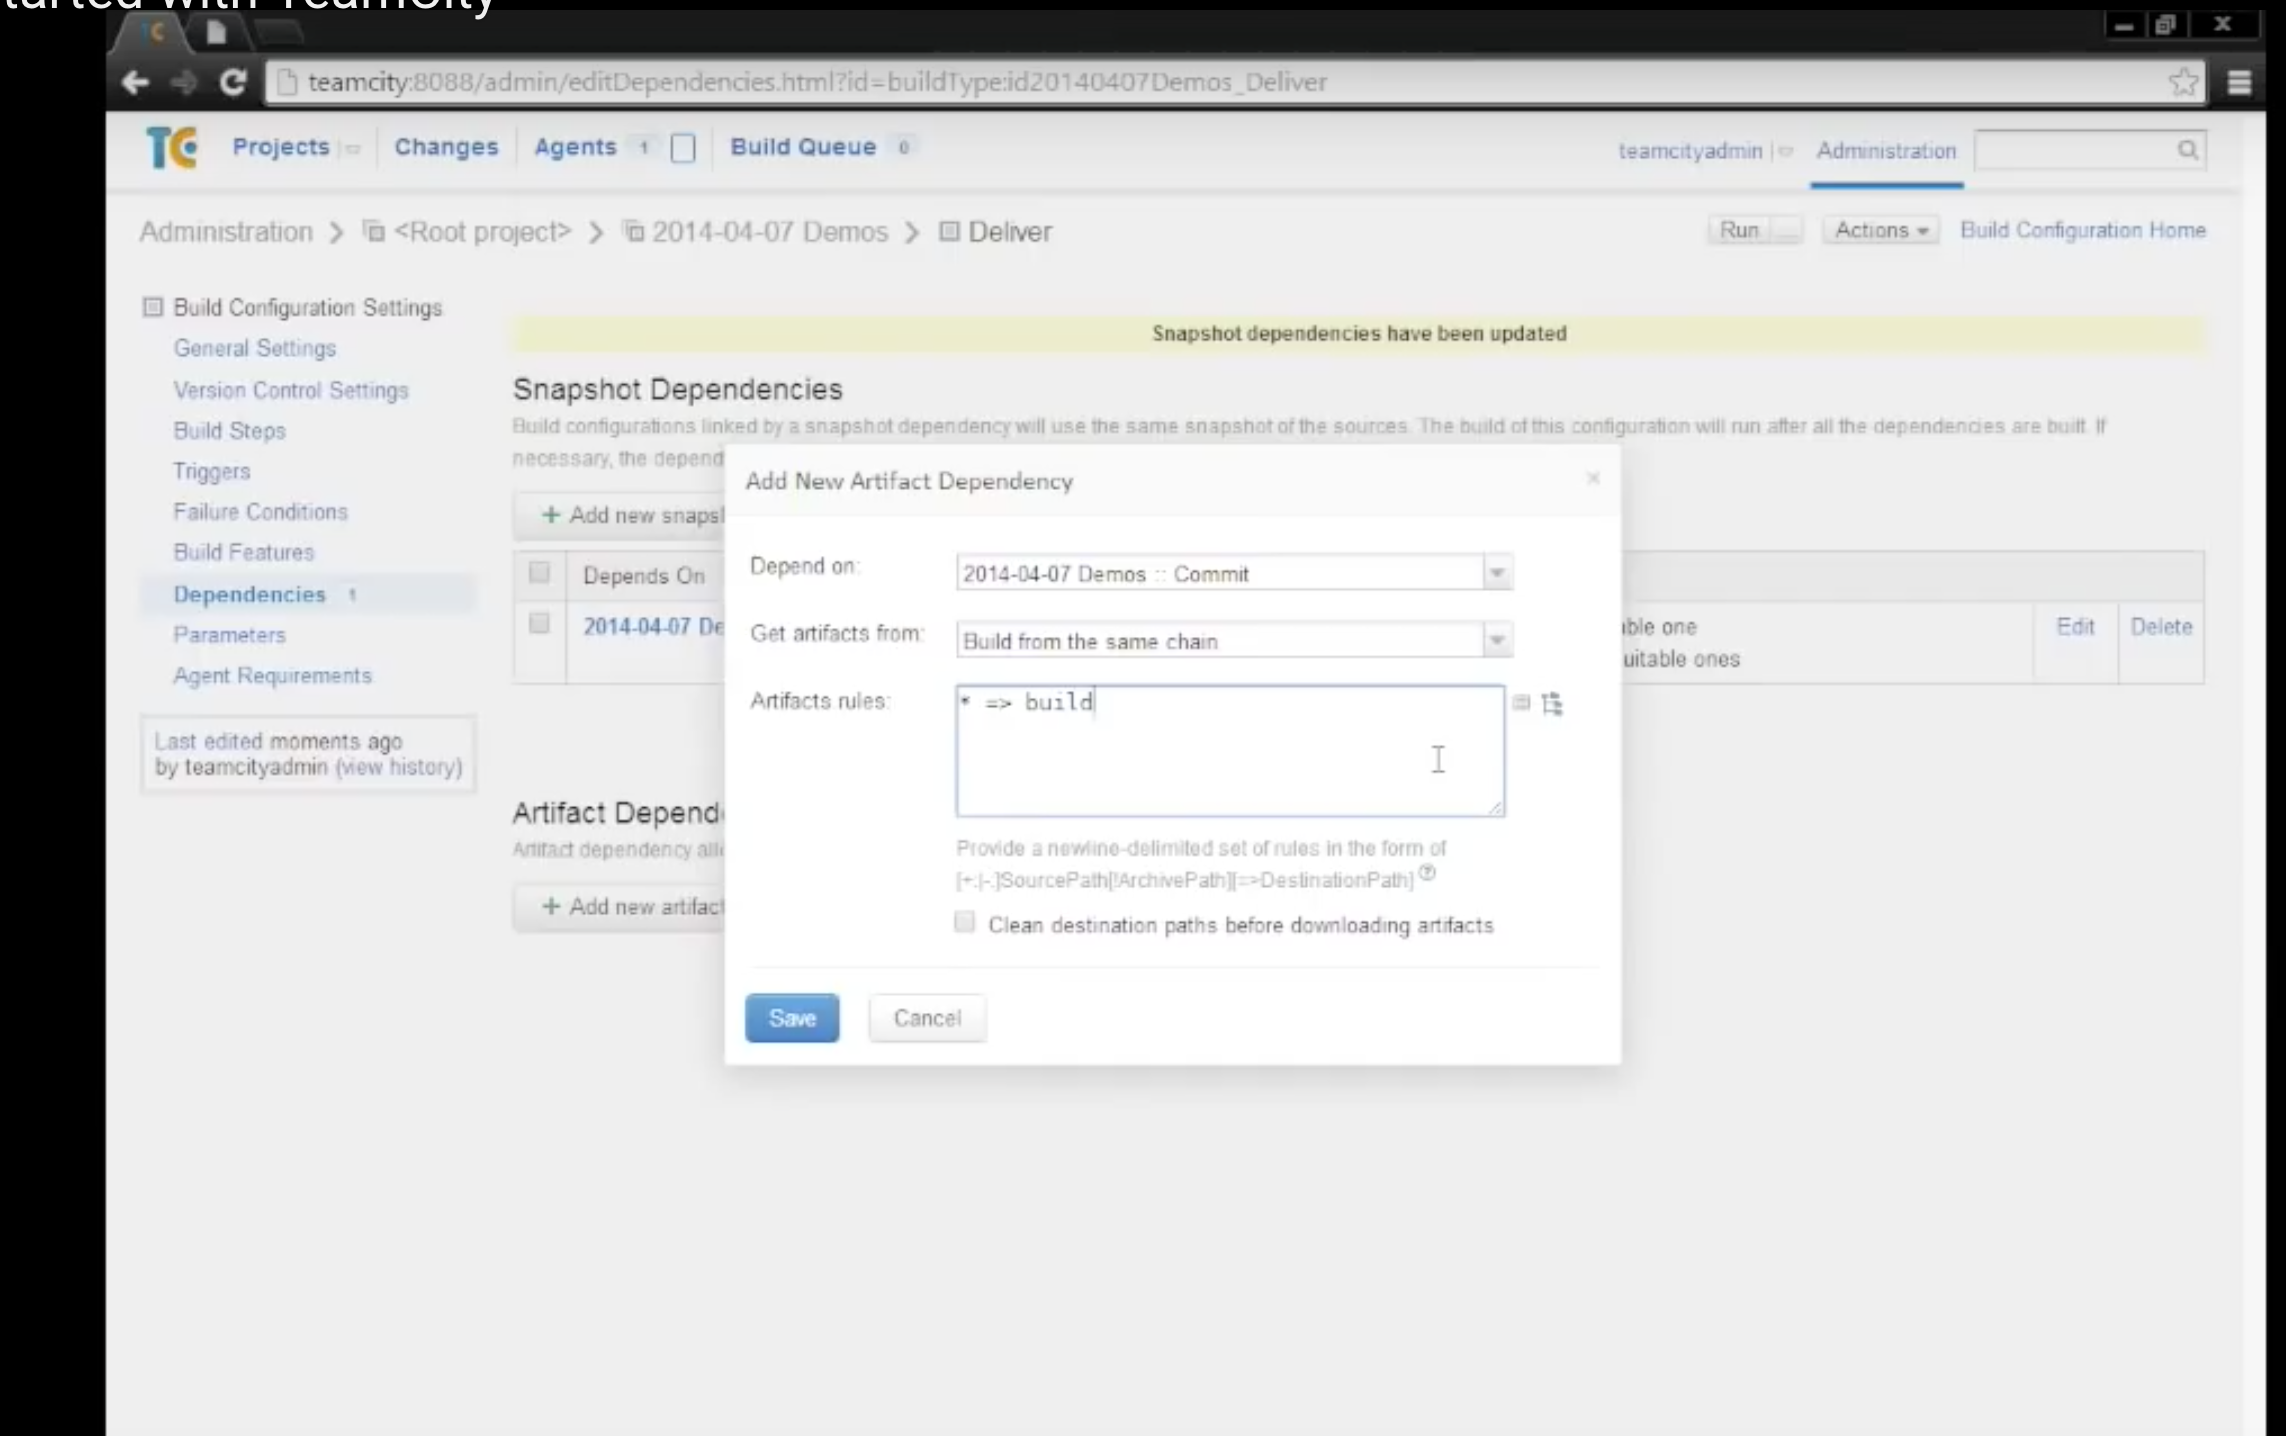 tarted with TeamCity
teamcity:8088/admin/editDependencies.html?id=buildType:id20140407Demos_Deliver
TC Projects Changes Agents 1 Build Queue 0 teamcityadmin Administration
Administration > <Root project> > 2014-04-07 Demos > Deliver Run ... Actions Build Configuration Home
Build Configuration Settings
General Settings
Version Control Settings
Build Steps
Triggers
Failure Conditions
Build Features
Dependencies 1
Parameters
Agent Requirements
Last edited moments ago
by teamcityadmin (view history)
Snapshot dependencies have been updated
Snapshot Dependencies
Build configurations linked by a snapshot dependency will use the same snapshot of the sources. The build of this configuration will run after all the dependencies are built. If
necessary, the depend
+ Add new snaps
Depends On
2014-04-07 De
ble one
uitable ones
Edit Delete
Artifact Depend
Artifact dependency all
+ Add new artifac
Add New Artifact Dependency ×
Depend on: 2014-04-07 Demos :: Commit
Get artifacts from: Build from the same chain
Artifacts rules: * => build
Provide a newline-delimited set of rules in the form of
[+:|-:]SourcePath[!ArchivePath][=>DestinationPath] ?
Clean destination paths before downloading artifacts
Save Cancel